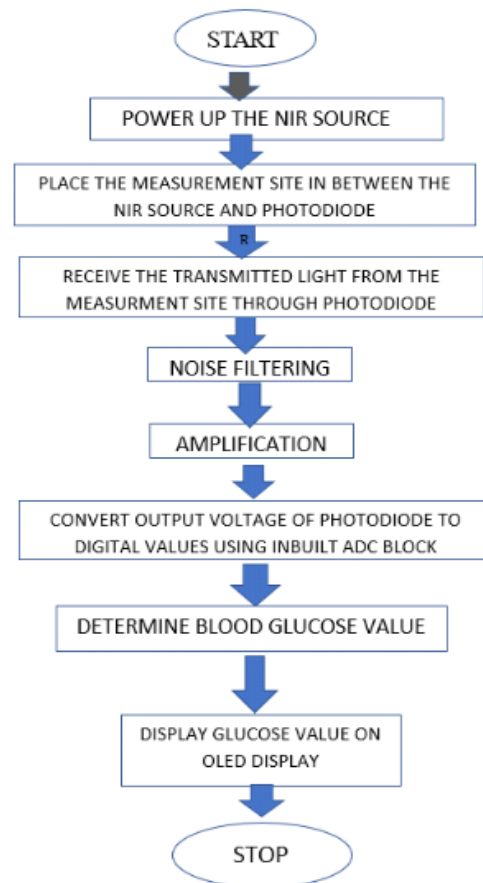 START
POWER UP THE NIR SOURCE
PLACE THE MEASUREMENT SITE IN BETWEEN THE
NIR SOURCE AND PHOTODIODE
R
RECEIVE THE TRANSMITTED LIGHT FROM THE
MEASURMENT SITE THROUGH PHOTODIODE
NOISE FILTERING
AMPLIFICATION
CONVERT OUTPUT VOLTAGE OF PHOTODIODE TO
DIGITAL VALUES USING INBUILT ADC BLOCK
DETERMINE BLOOD GLUCOSE VALUE
DISPLAY GLUCOSE VALUE ON
OLED DISPLAY
STOP